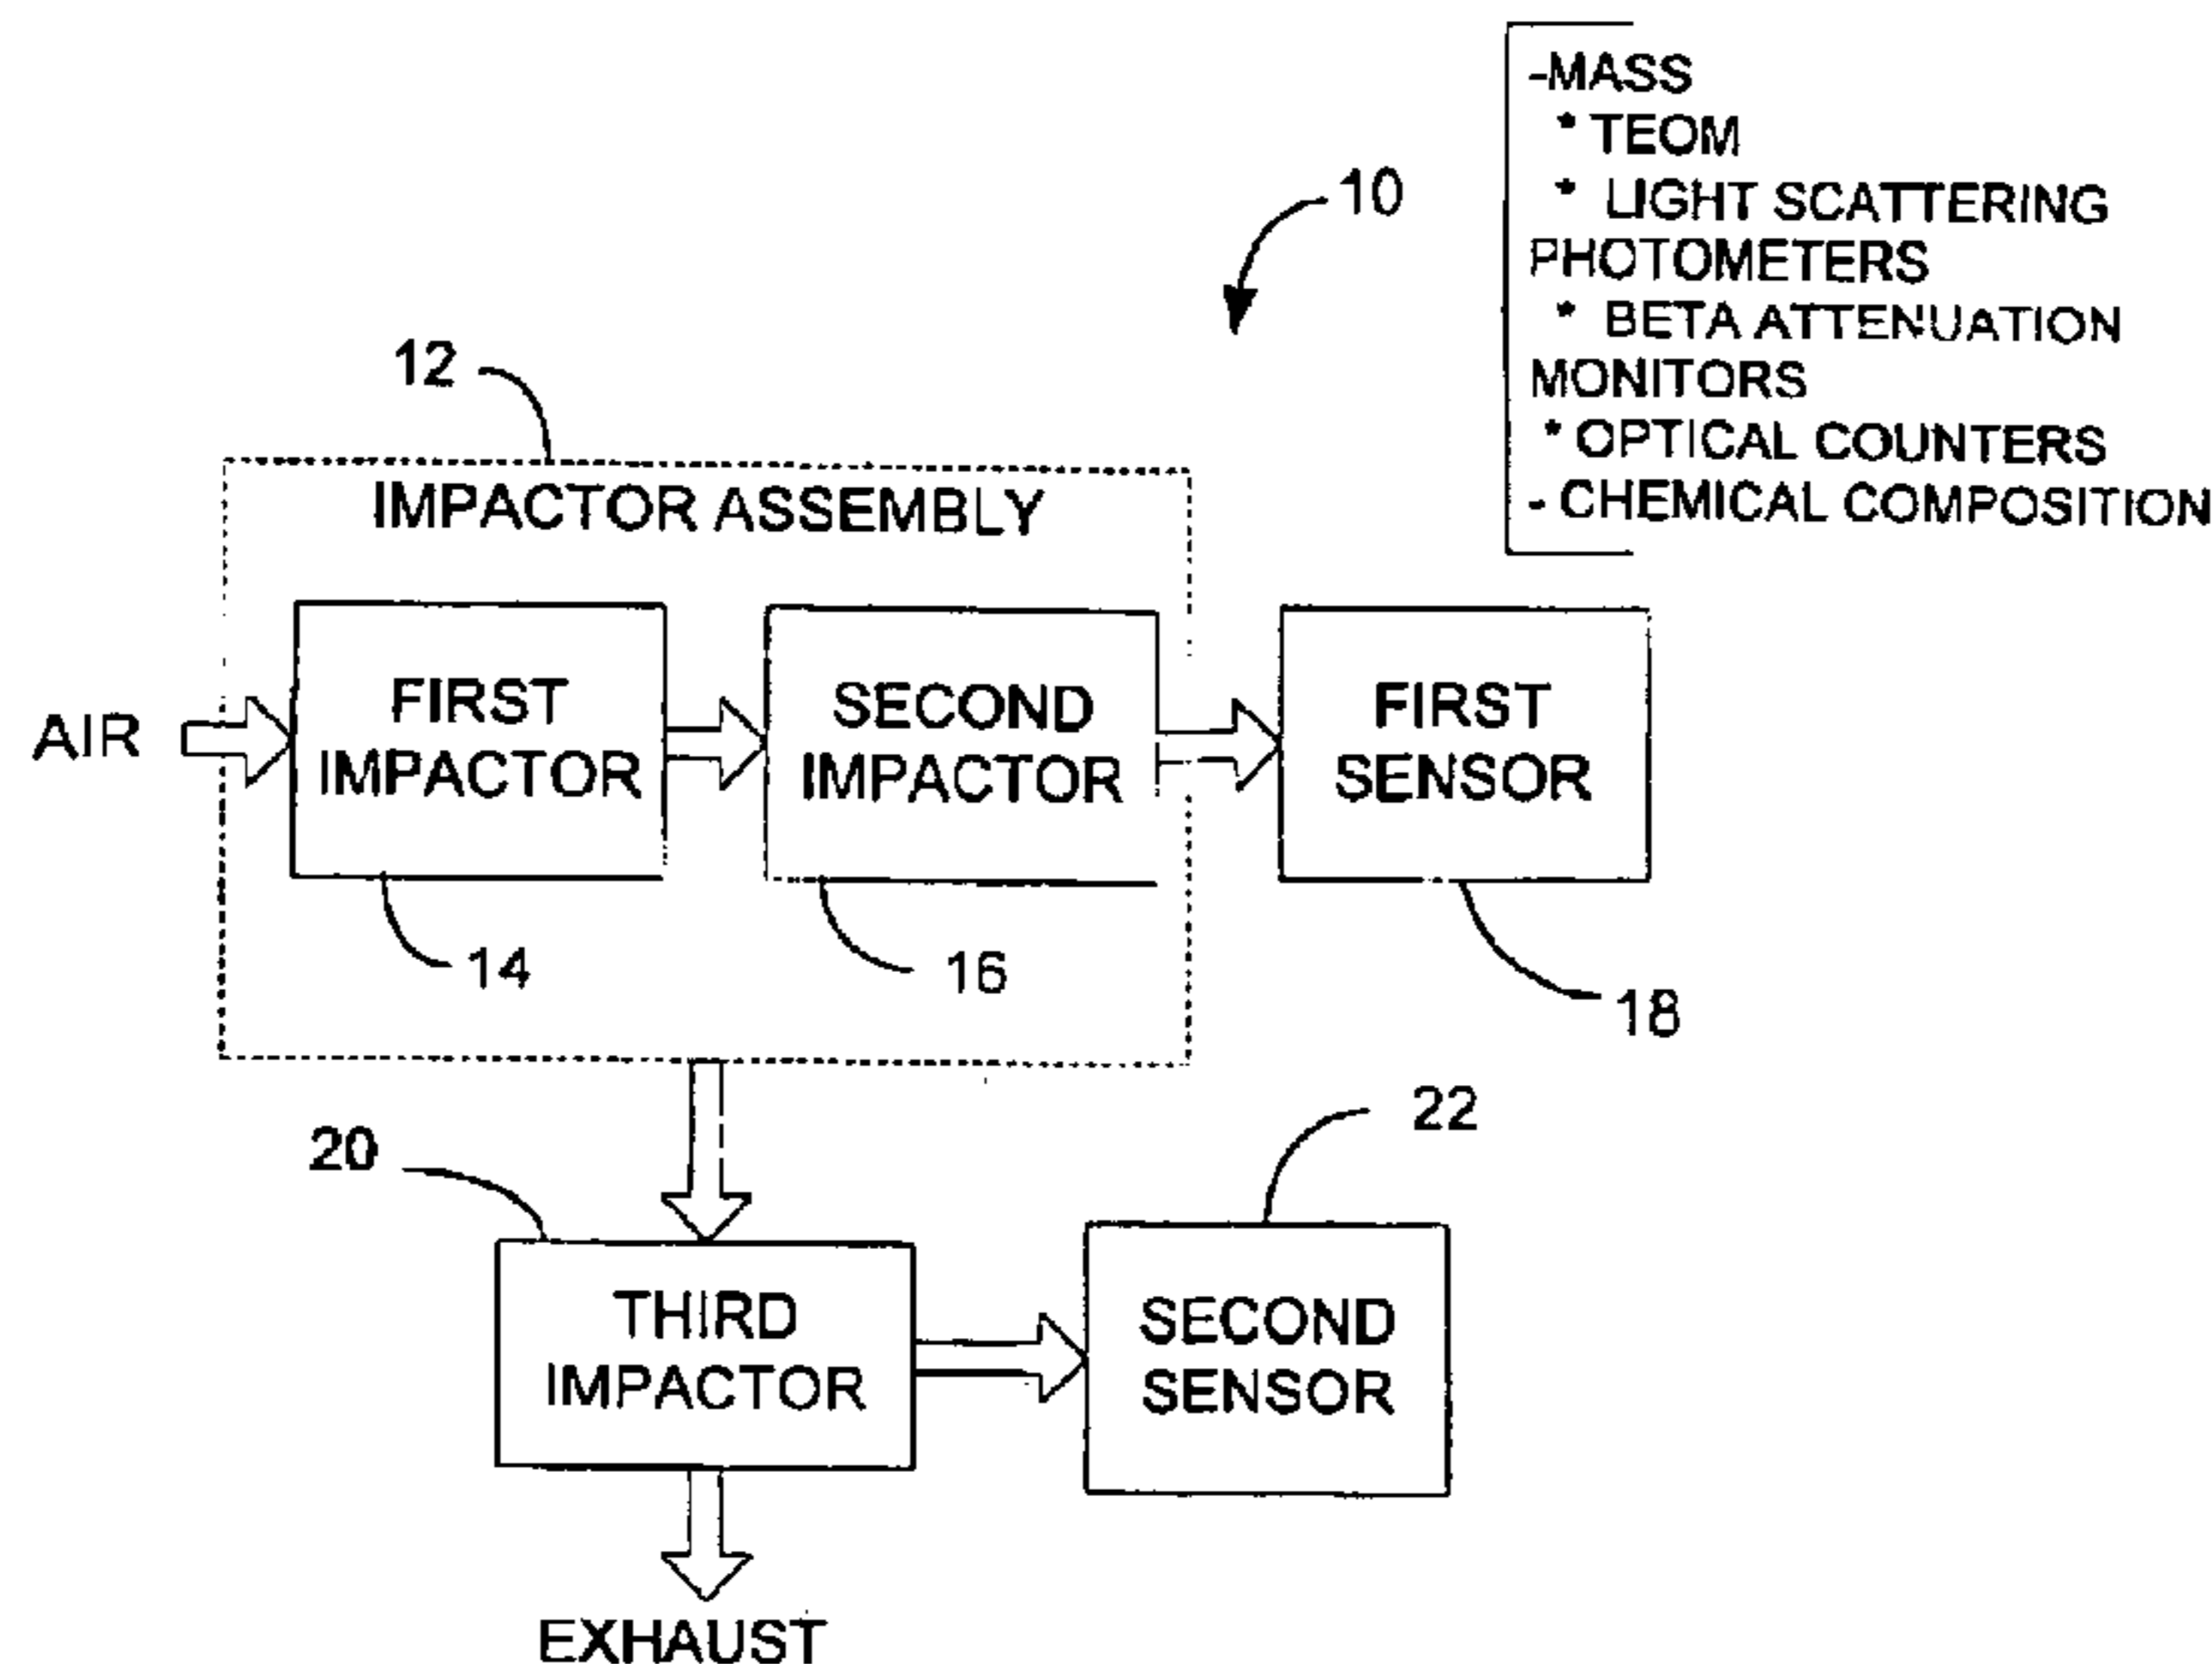 -MASS
* TEOM
* LIGHT SCATTERING
PHOTOMETERS
* BETA ATTENUATION
MONITORS
* OPTICAL COUNTERS
- CHEMICAL COMPOSITION
10
12
IMPACTOR ASSEMBLY
AIR
FIRST
IMPACTOR
SECOND
IMPACTOR
FIRST
SENSOR
14
16
18
20
22
THIRD
IMPACTOR
SECOND
SENSOR
EXHAUST